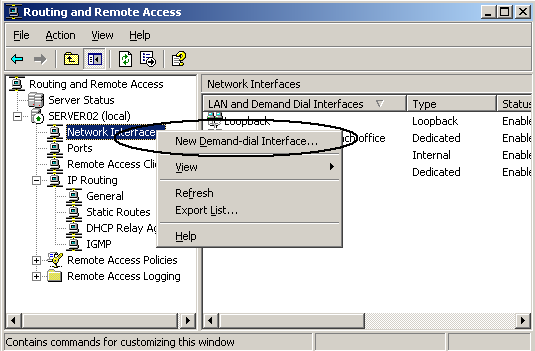 Routing and Remote Access
File Action View Help
Routing and Remote Access
Server Status
SERVER02 (local)
Network Interface
Ports
Remote Access Clie
IP Routing
General
Static Routes
DHCP Relay Ag
IGMP
Remote Access Policies
Remote Access Logging
Network Interfaces
LAN and Demand Dial Interfaces Type Status
Loopback Loopback Enable
ch office Dedicated Enable
Internal Enable
Dedicated Enable
New Demand-dial Interface...
View
Refresh
Export List...
Help
Contains commands for customizing this window